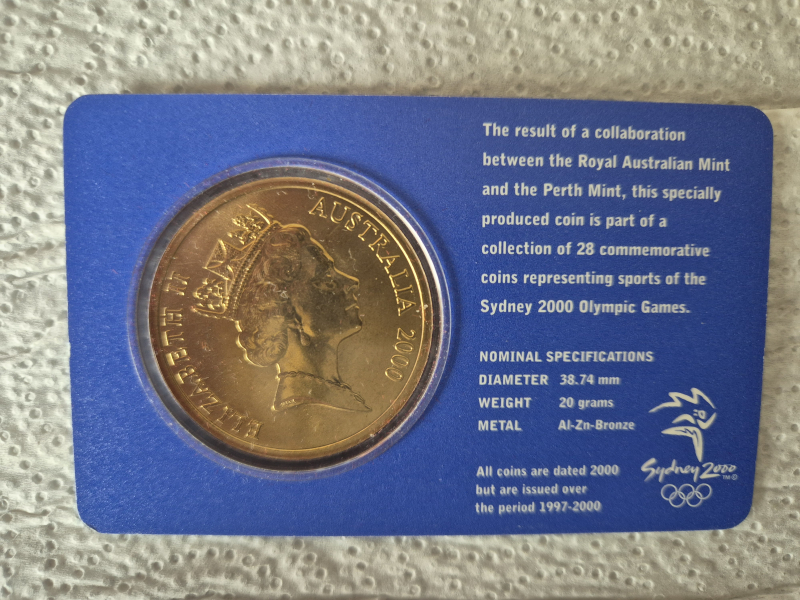 ELIZABETH II
AUSTRALIA 2000
The result of a collaboration
between the Royal Australian Mint
and the Perth Mint, this specially
produced coin is part of a
collection of 28 commemorative
coins representing sports of the
Sydney 2000 Olympic Games.
NOMINAL SPECIFICATIONS
DIAMETER 38.74 mm
WEIGHT 20 grams
METAL Al-Zn-Bronze
All coins are dated 2000
but are issued over
the period 1997-2000
Sydney 2000
TM ©